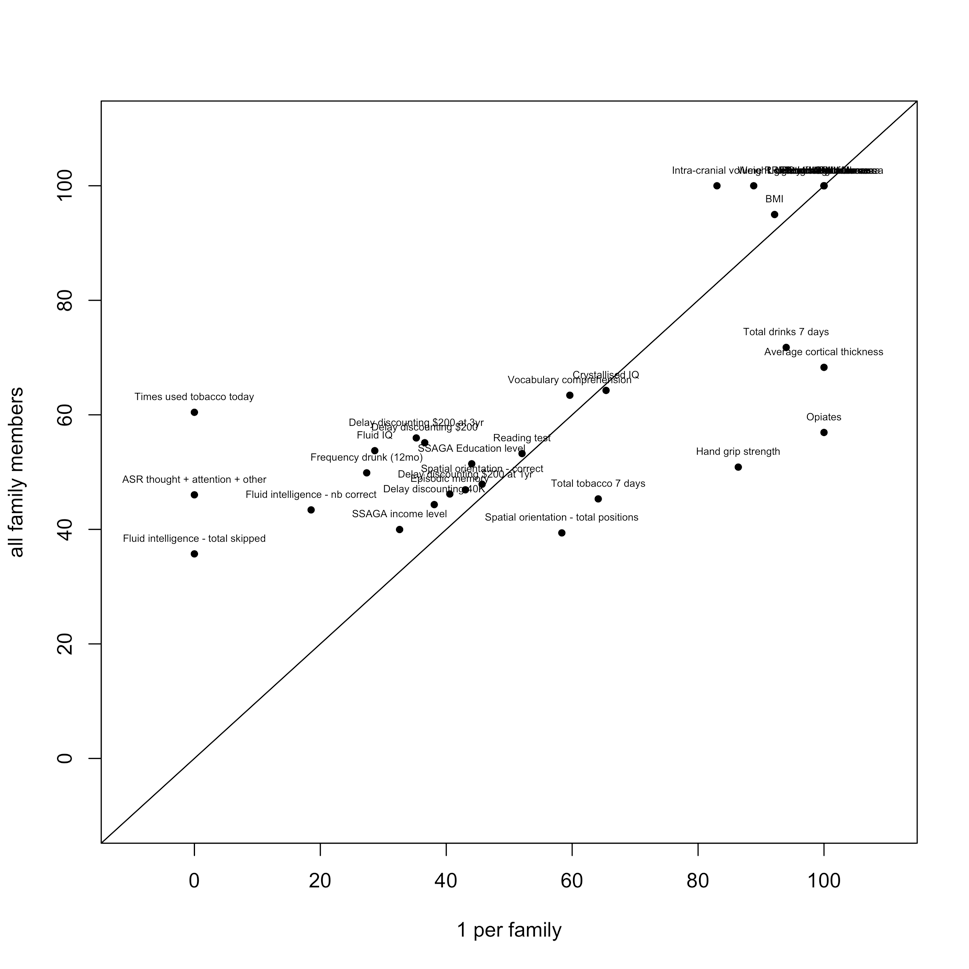 Intra-cranial
BMI
Total drinks 7 days
Average cortical thickness
Crystallised IQ
Vocabulary comprehension
Times used tobacco today
Opiates
Delay discounting $200 at 3yr
Delay discounting $200
Fluid IQ
Reading test
SSAGA Education level
Hand grip strength
Frequency drunk (12mo)
Spatial orientation - correct
Delay discounting $200 at 1yr
Episodic memory
ASR thought + attention + other
Total tobacco 7 days
Delay discounting 40K
Fluid intelligence - nb correct
SSAGA income level
Spatial orientation - total positions
Fluid intelligence - total skipped
all family members
100
80
60
40
20
0
0 20 40 60 80 100
1 per family